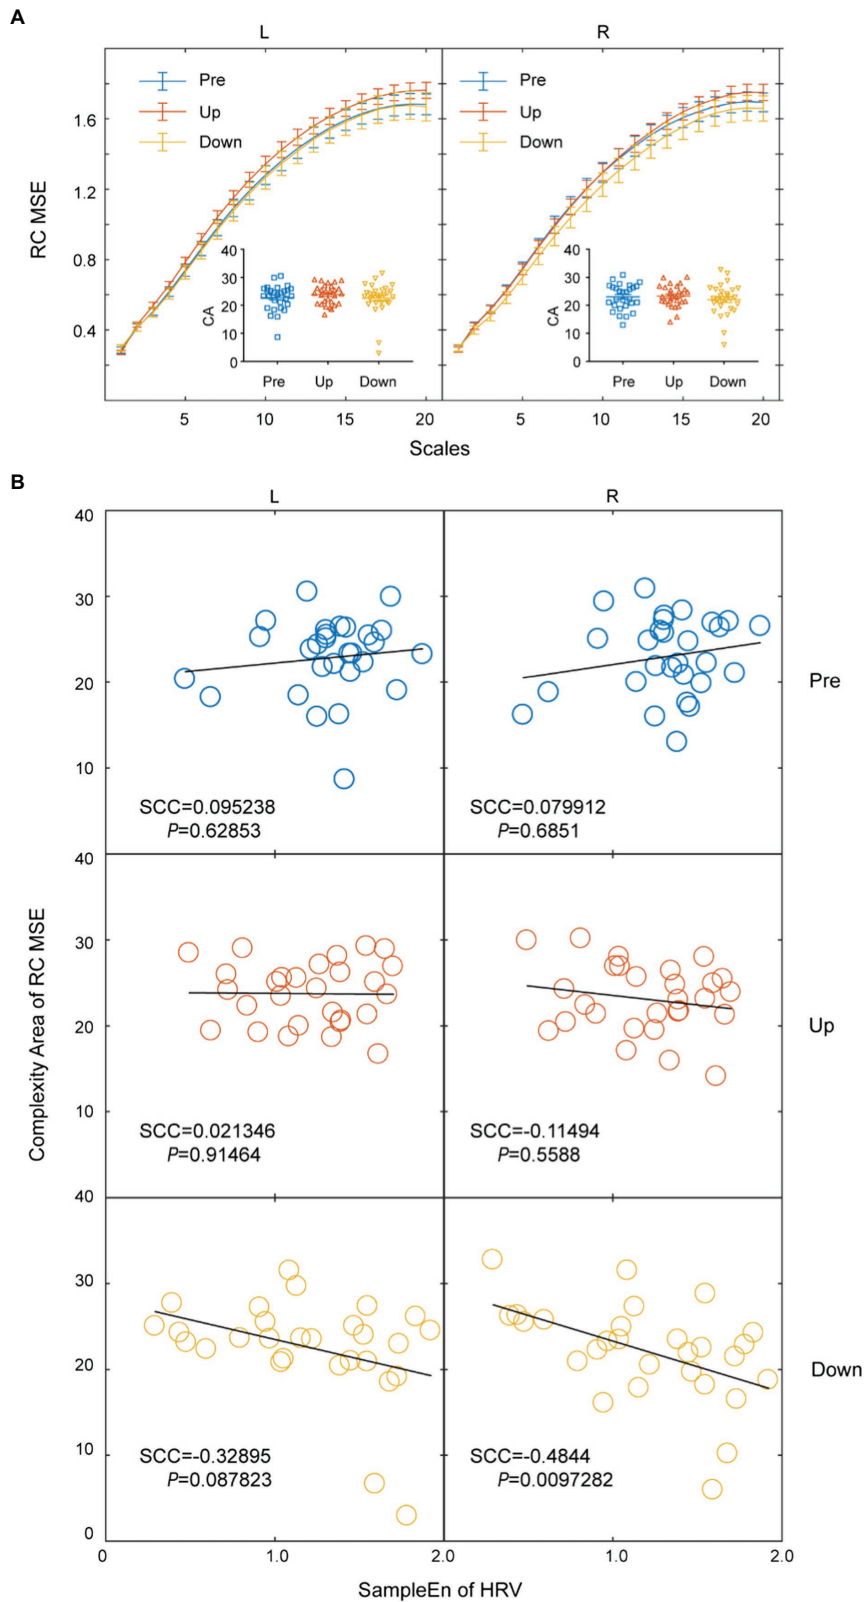 A
L R
Pre Pre
Up Up
Down Down
RC MSE
1.6
1.2
0.8
0.4
40 40
30 30
20 20
10 10
0 0
CA CA
Pre Up Down Pre Up Down
5 10 15 20 5 10 15 20
Scales
B
L R
40
30
20
10
SCC=0.095238 SCC=0.079912
P=0.62853 P=0.6851
Pre
40
30
20
10
SCC=0.021346 SCC=-0.11494
P=0.91464 P=0.5588
Up
Complexity Area of RC MSE
40
30
20
10
0
SCC=-0.32895 SCC=-0.4844
P=0.087823 P=0.0097282
Down
0 1.0 2.0 1.0 2.0
SampleEn of HRV